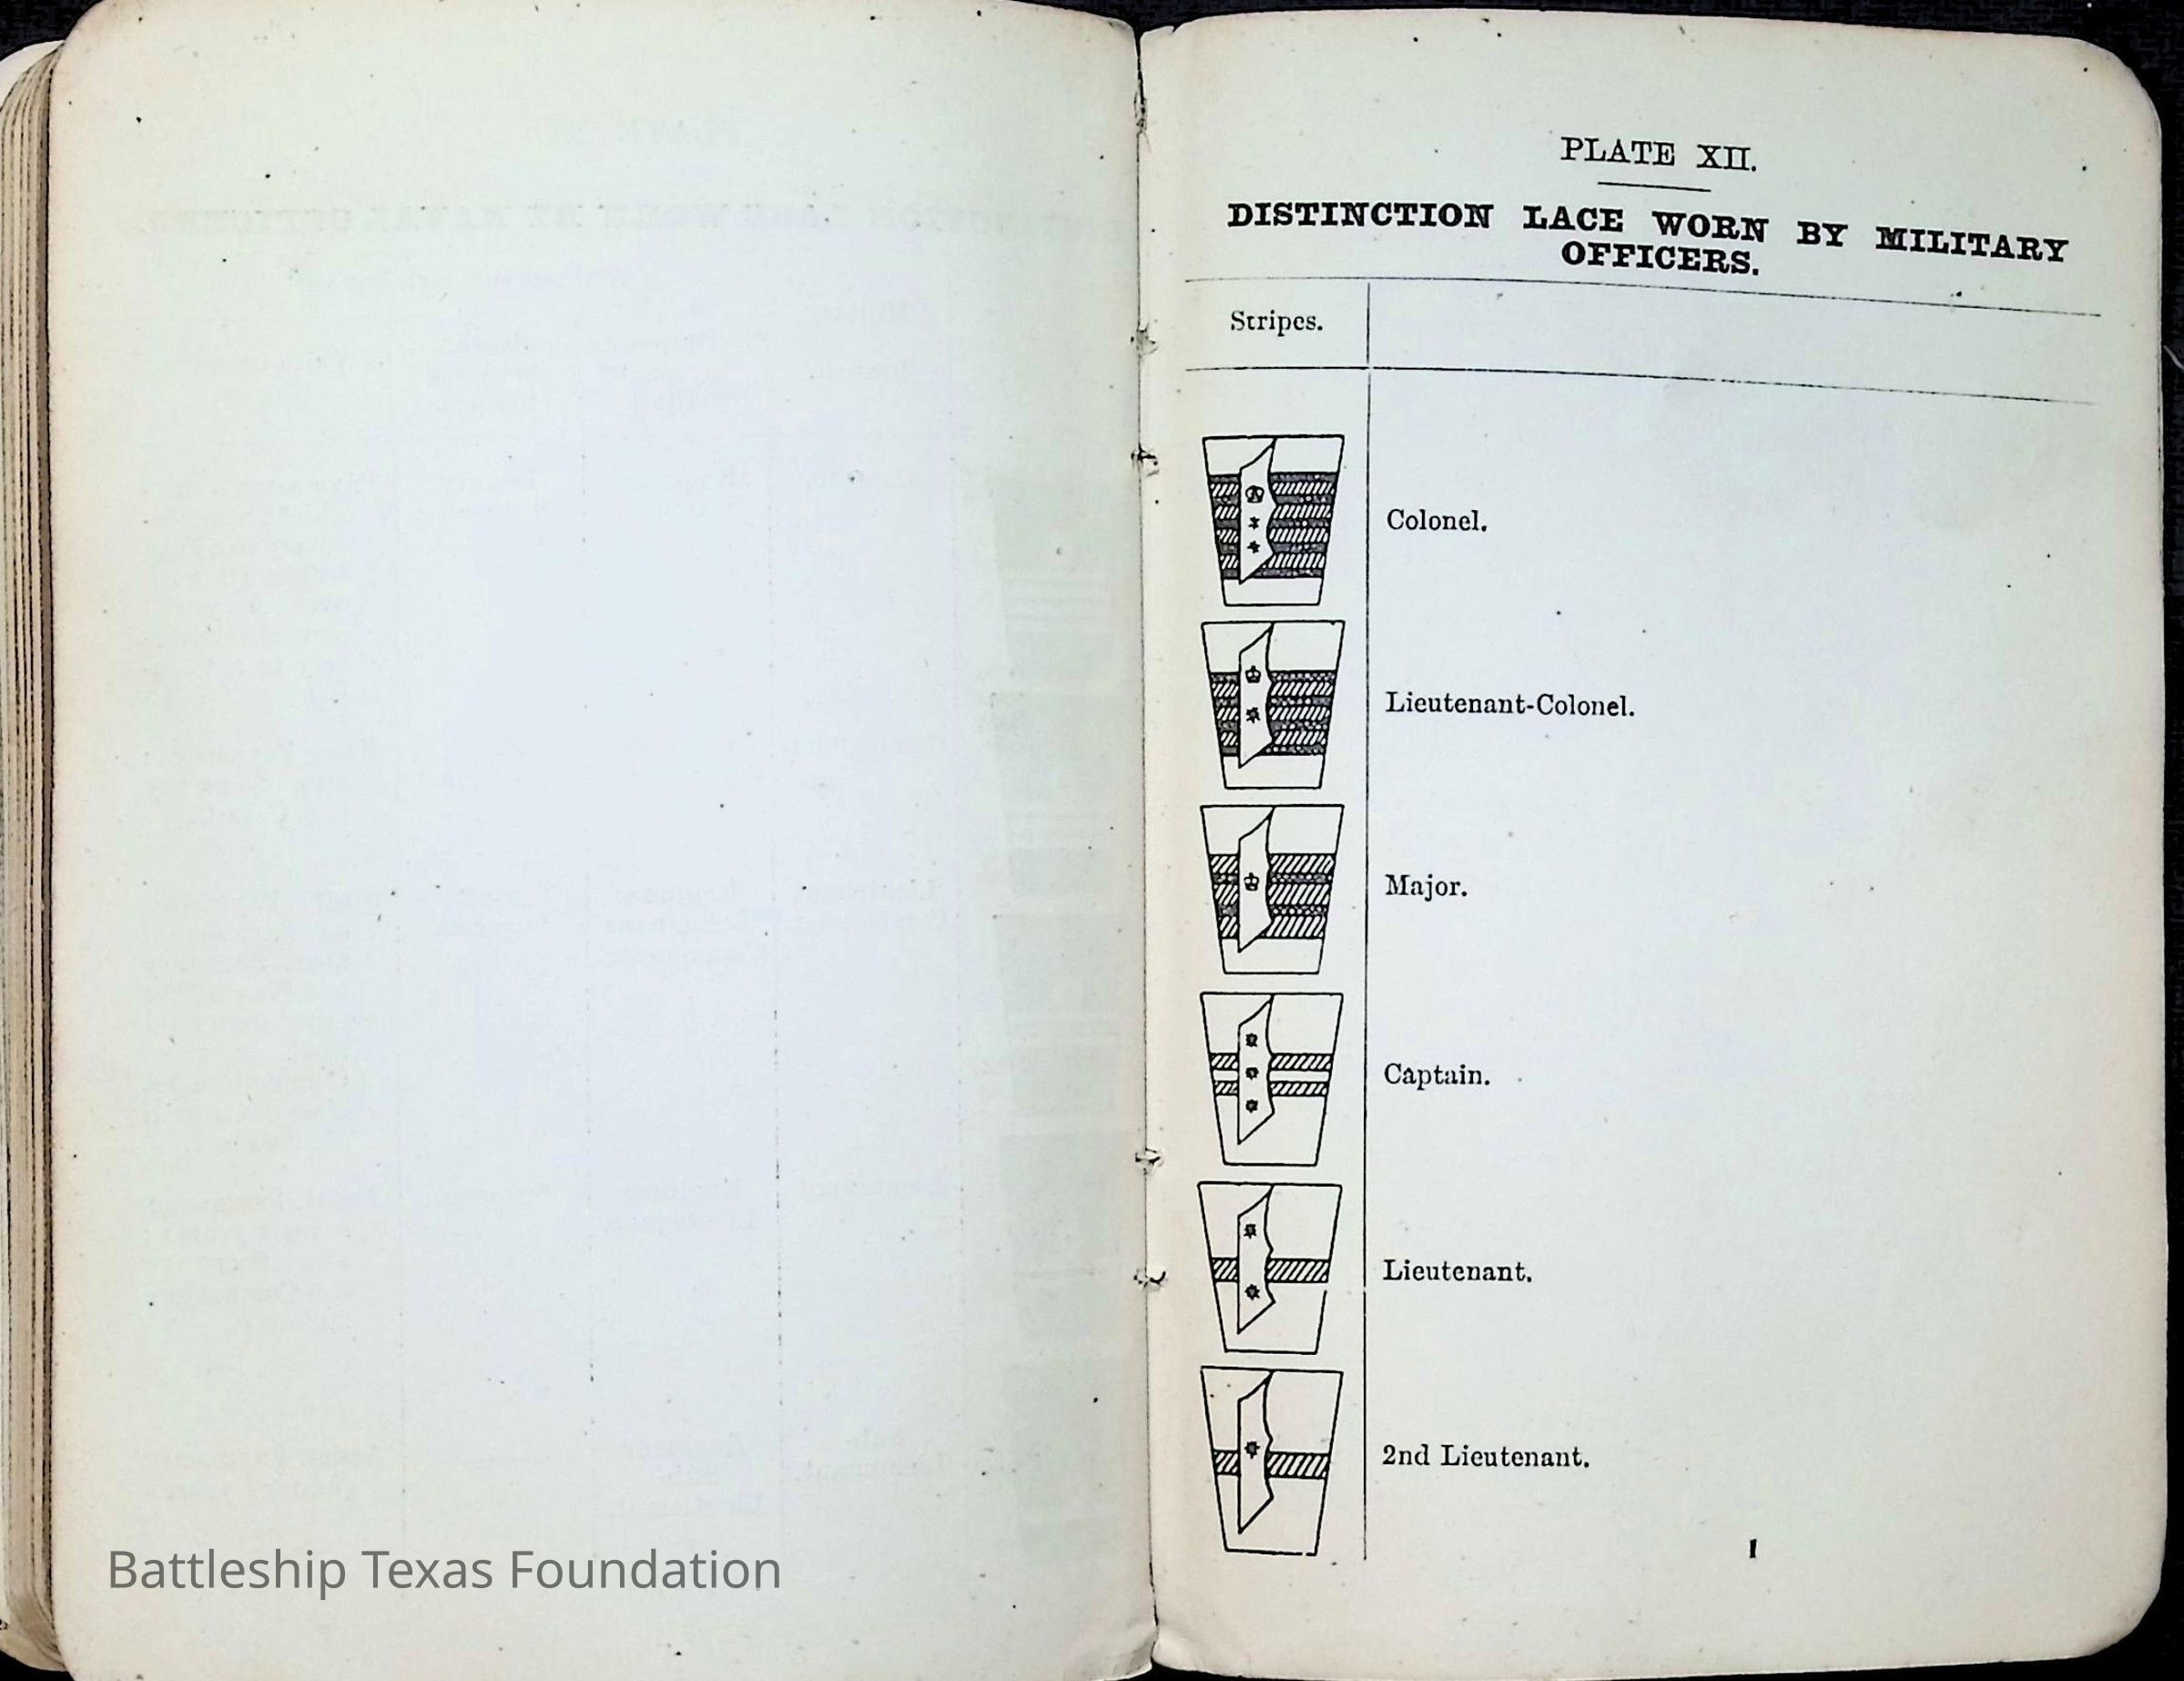 PLATE XII.
DISTINCTION LACE WORN BY MILITARY
OFFICERS.
Stripes.
Colonel.
Lieutenant-Colonel.
Major.
Captain.
Lieutenant.
2nd Lieutenant.
Battleship Texas Foundation